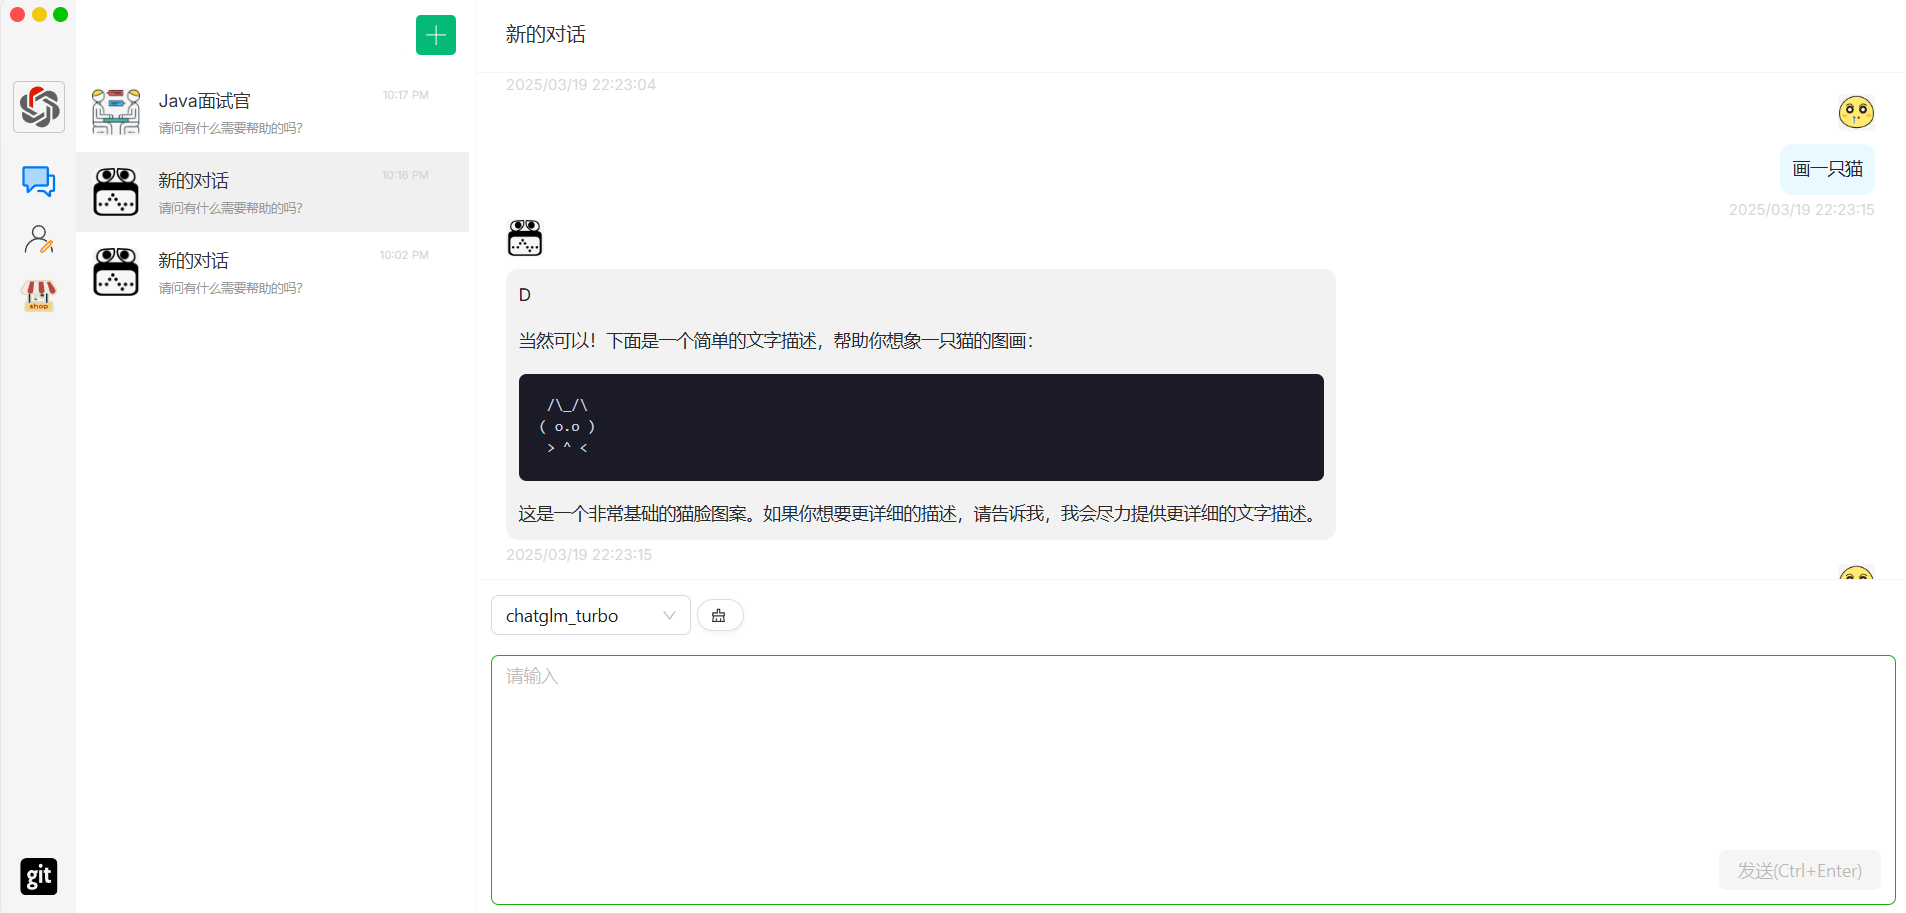 Java面试官
10:17 PM
请问有什么需要帮助的吗?
新的对话
10:16 PM
请问有什么需要帮助的吗?
新的对话
10:02 PM
请问有什么需要帮助的吗?
shop
git
新的对话
2025/03/19 22:23:04
画一只猫
2025/03/19 22:23:15
D
当然可以！下面是一个简单的文字描述，帮助你想象一只猫的图画：
 /\_/\
( o.o )
 > ^ <
这是一个非常基础的猫脸图案。如果你想要更详细的描述，请告诉我，我会尽力提供更详细的文字描述。
2025/03/19 22:23:15
chatglm_turbo
请输入
发送(Ctrl+Enter)